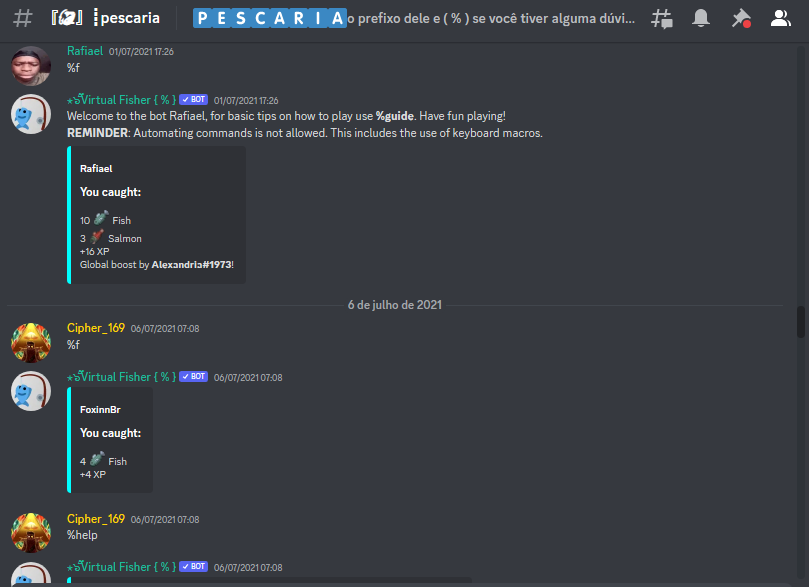 pescaria PESCARIA o prefixo dele e ( % ) se você tiver alguma dúvi...
Rafiael 01/07/2021 17:26
%f
Virtual Fisher { % } ✓ BOT 01/07/2021 17:26
Welcome to the bot Rafiael, for basic tips on how to play use %guide. Have fun playing!
REMINDER: Automating commands is not allowed. This includes the use of keyboard macros.
Rafiael
You caught:
10 Fish
3 Salmon
+16 XP
Global boost by Alexandria#1973!
6 de julho de 2021
Cipher_169 06/07/2021 07:08
%f
Virtual Fisher { % } ✓ BOT 06/07/2021 07:08
FoxinnBr
You caught:
4 Fish
+4 XP
Cipher_169 06/07/2021 07:08
%help
Virtual Fisher { % } ✓ BOT 06/07/2021 07:08